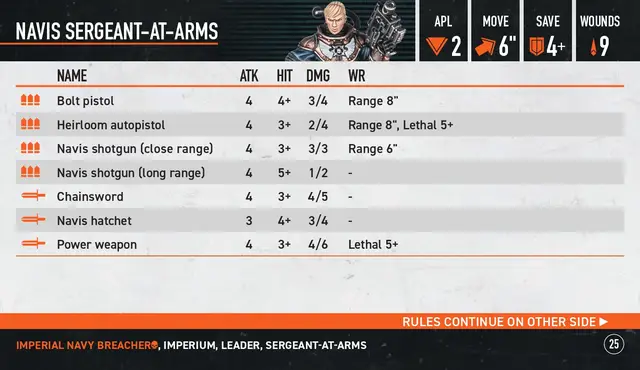 NAVIS SERGEANT-AT-ARMS
APL MOVE SAVE WOUNDS
2 6" 4+ 9
NAME ATK HIT DMG WR
Bolt pistol 4 4+ 3/4 Range 8"
Heirloom autopistol 4 3+ 2/4 Range 8", Lethal 5+
Navis shotgun (close range) 4 3+ 3/3 Range 6"
Navis shotgun (long range) 4 5+ 1/2 -
Chainsword 4 3+ 4/5 -
Navis hatchet 3 4+ 3/4 -
Power weapon 4 3+ 4/6 Lethal 5+
RULES CONTINUE ON OTHER SIDE ▶
IMPERIAL NAVY BREACHER, IMPERIUM, LEADER, SERGEANT-AT-ARMS 25